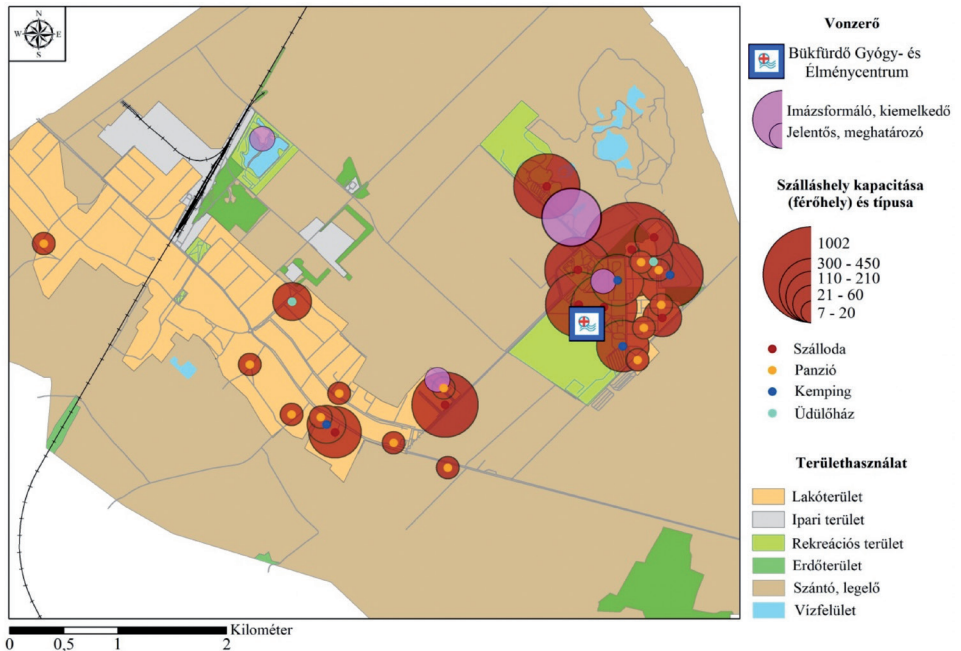 N
W E
S
Vonzerő
Bükfürdő Gyógy- és
Élménycentrum
Imázsformáló, kiemelkedő
Jelentős, meghatározó
Szálláshely kapacitása
(férőhely) és típusa
1002
300 - 450
110 - 210
21 - 60
7 - 20
Szálloda
Panzió
Kemping
Üdülőház
Területhasználat
Lakóterület
Ipari terület
Rekreációs terület
Erdőterület
Szántó, legelő
Vízfelület
Kilométer
0 0,5 1 2